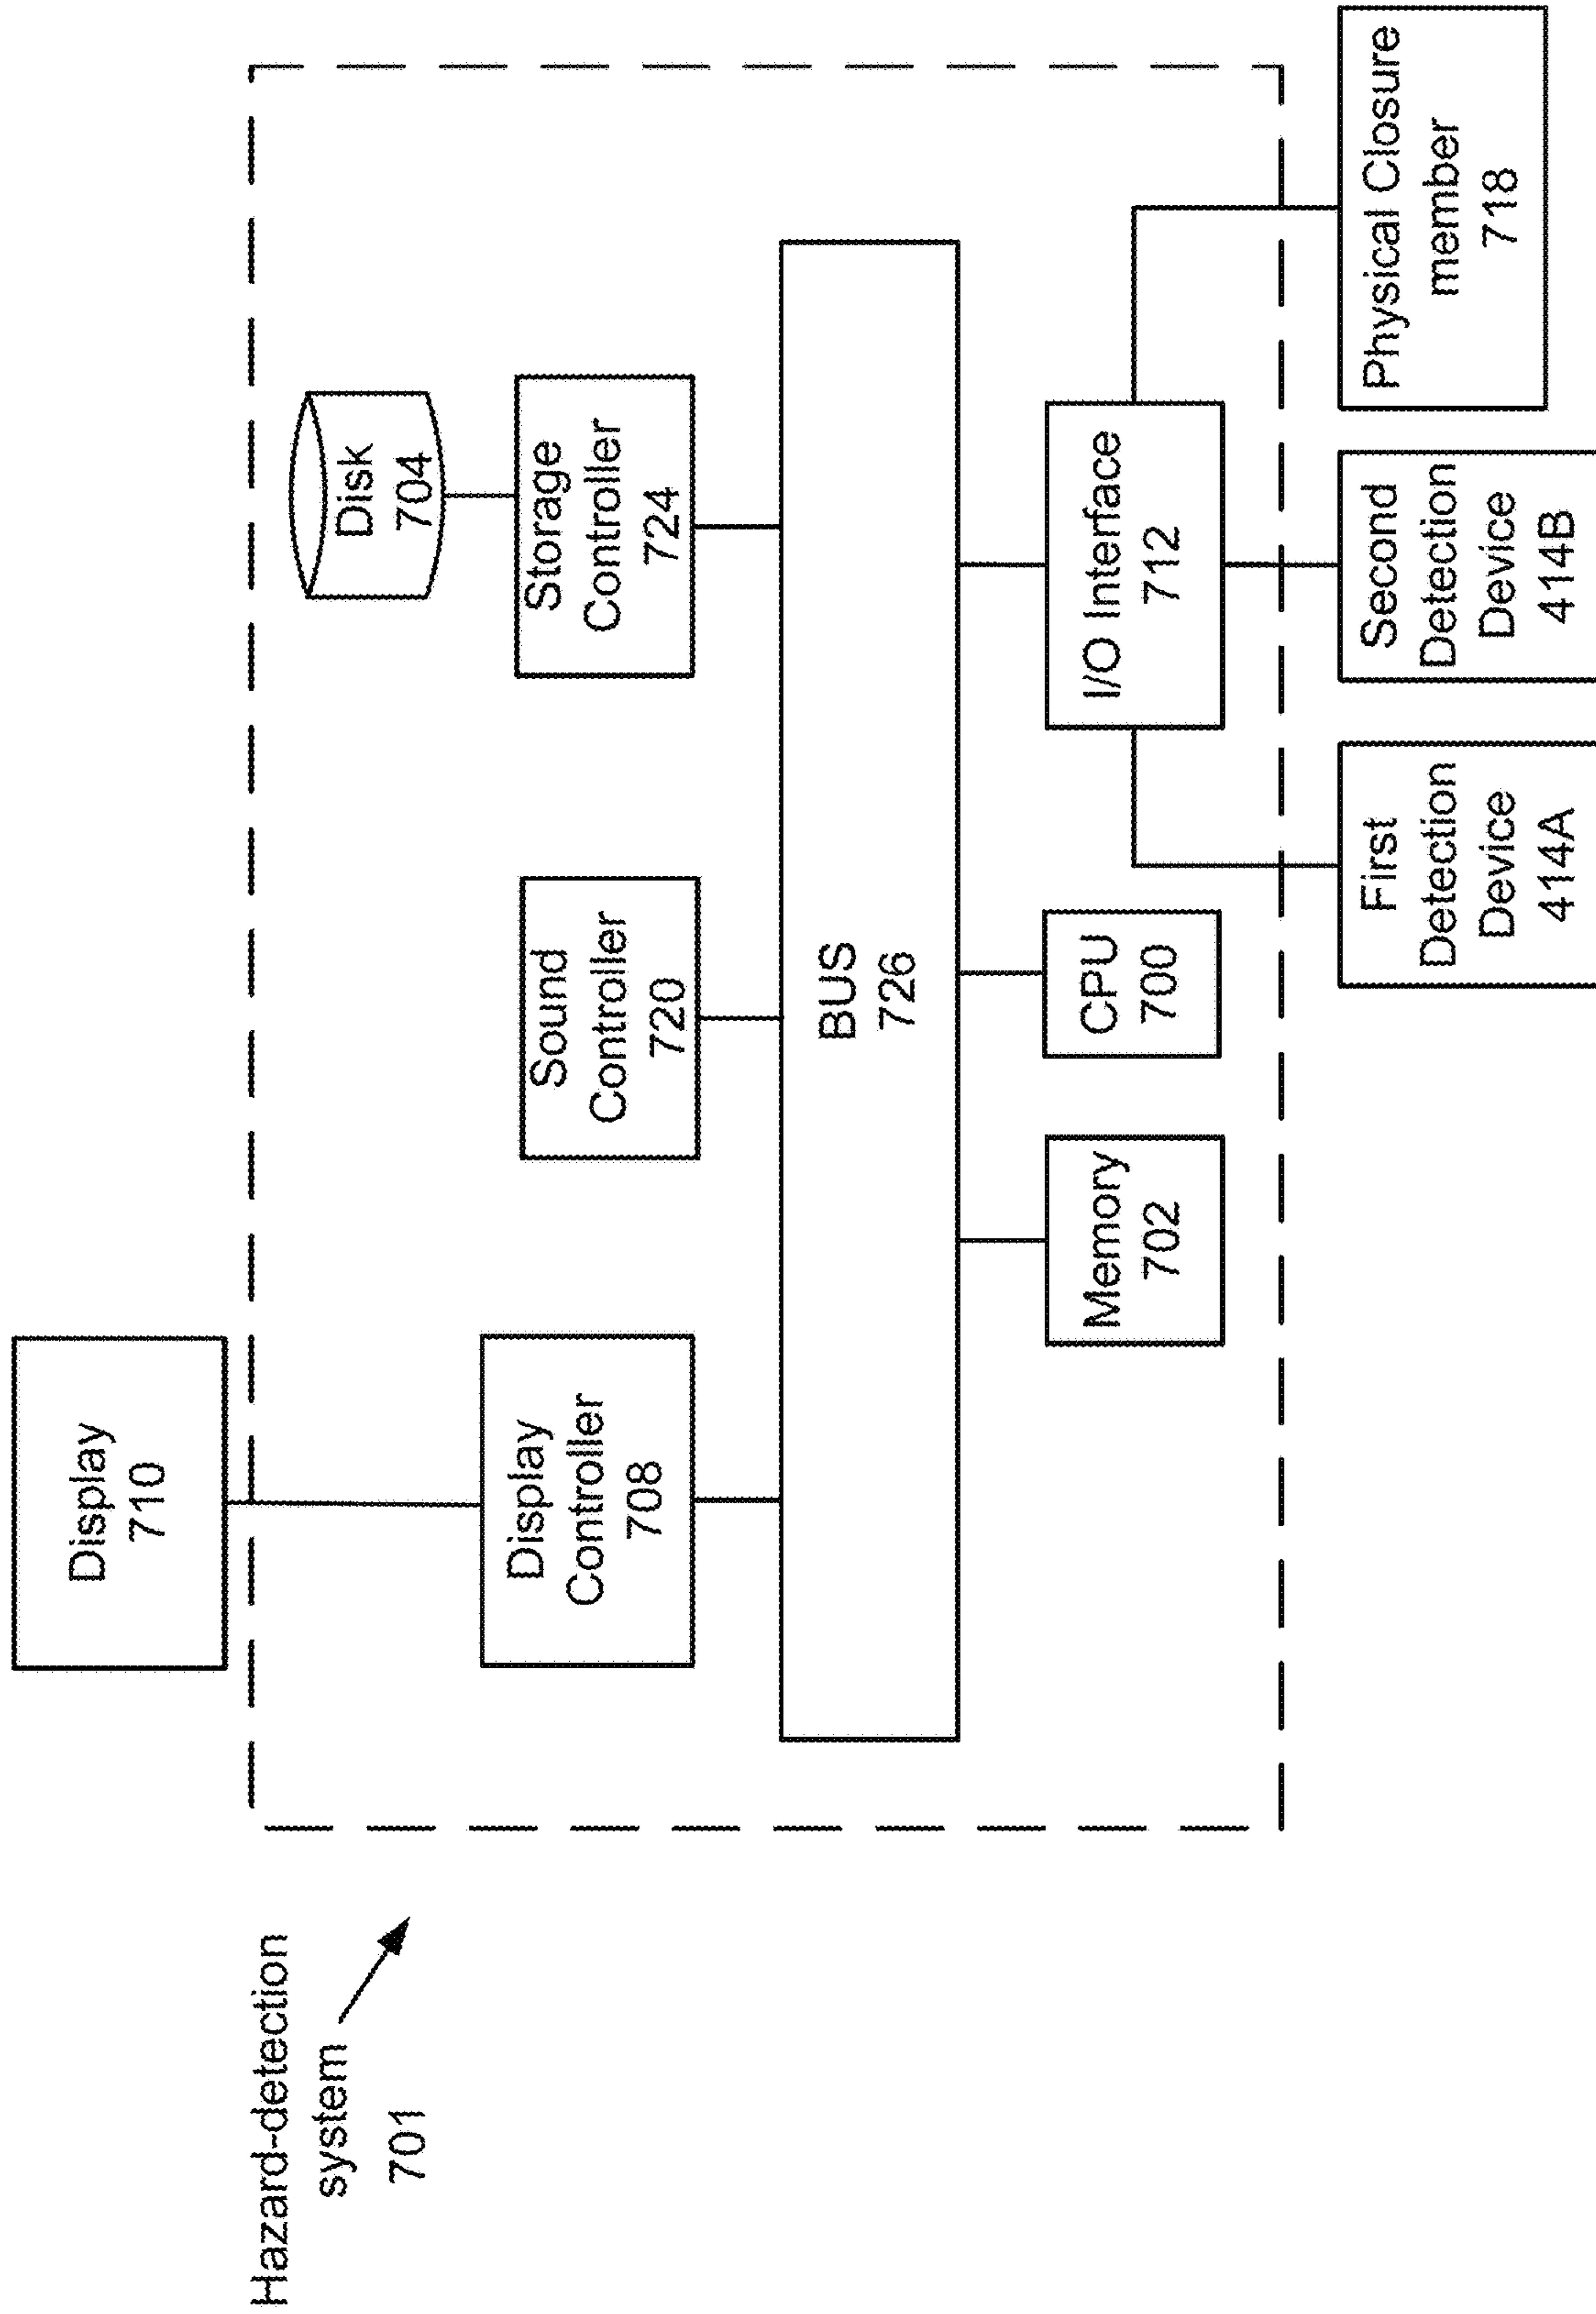 Hazard-detection
system
701
Display
710
Display
Controller
708
Sound
Controller
720
Disk
704
Storage
Controller
724
BUS
726
Memory
702
CPU
700
I/O Interface
712
First
Detection
Device
414A
Second
Detection
Device
414B
Physical Closure
member
718